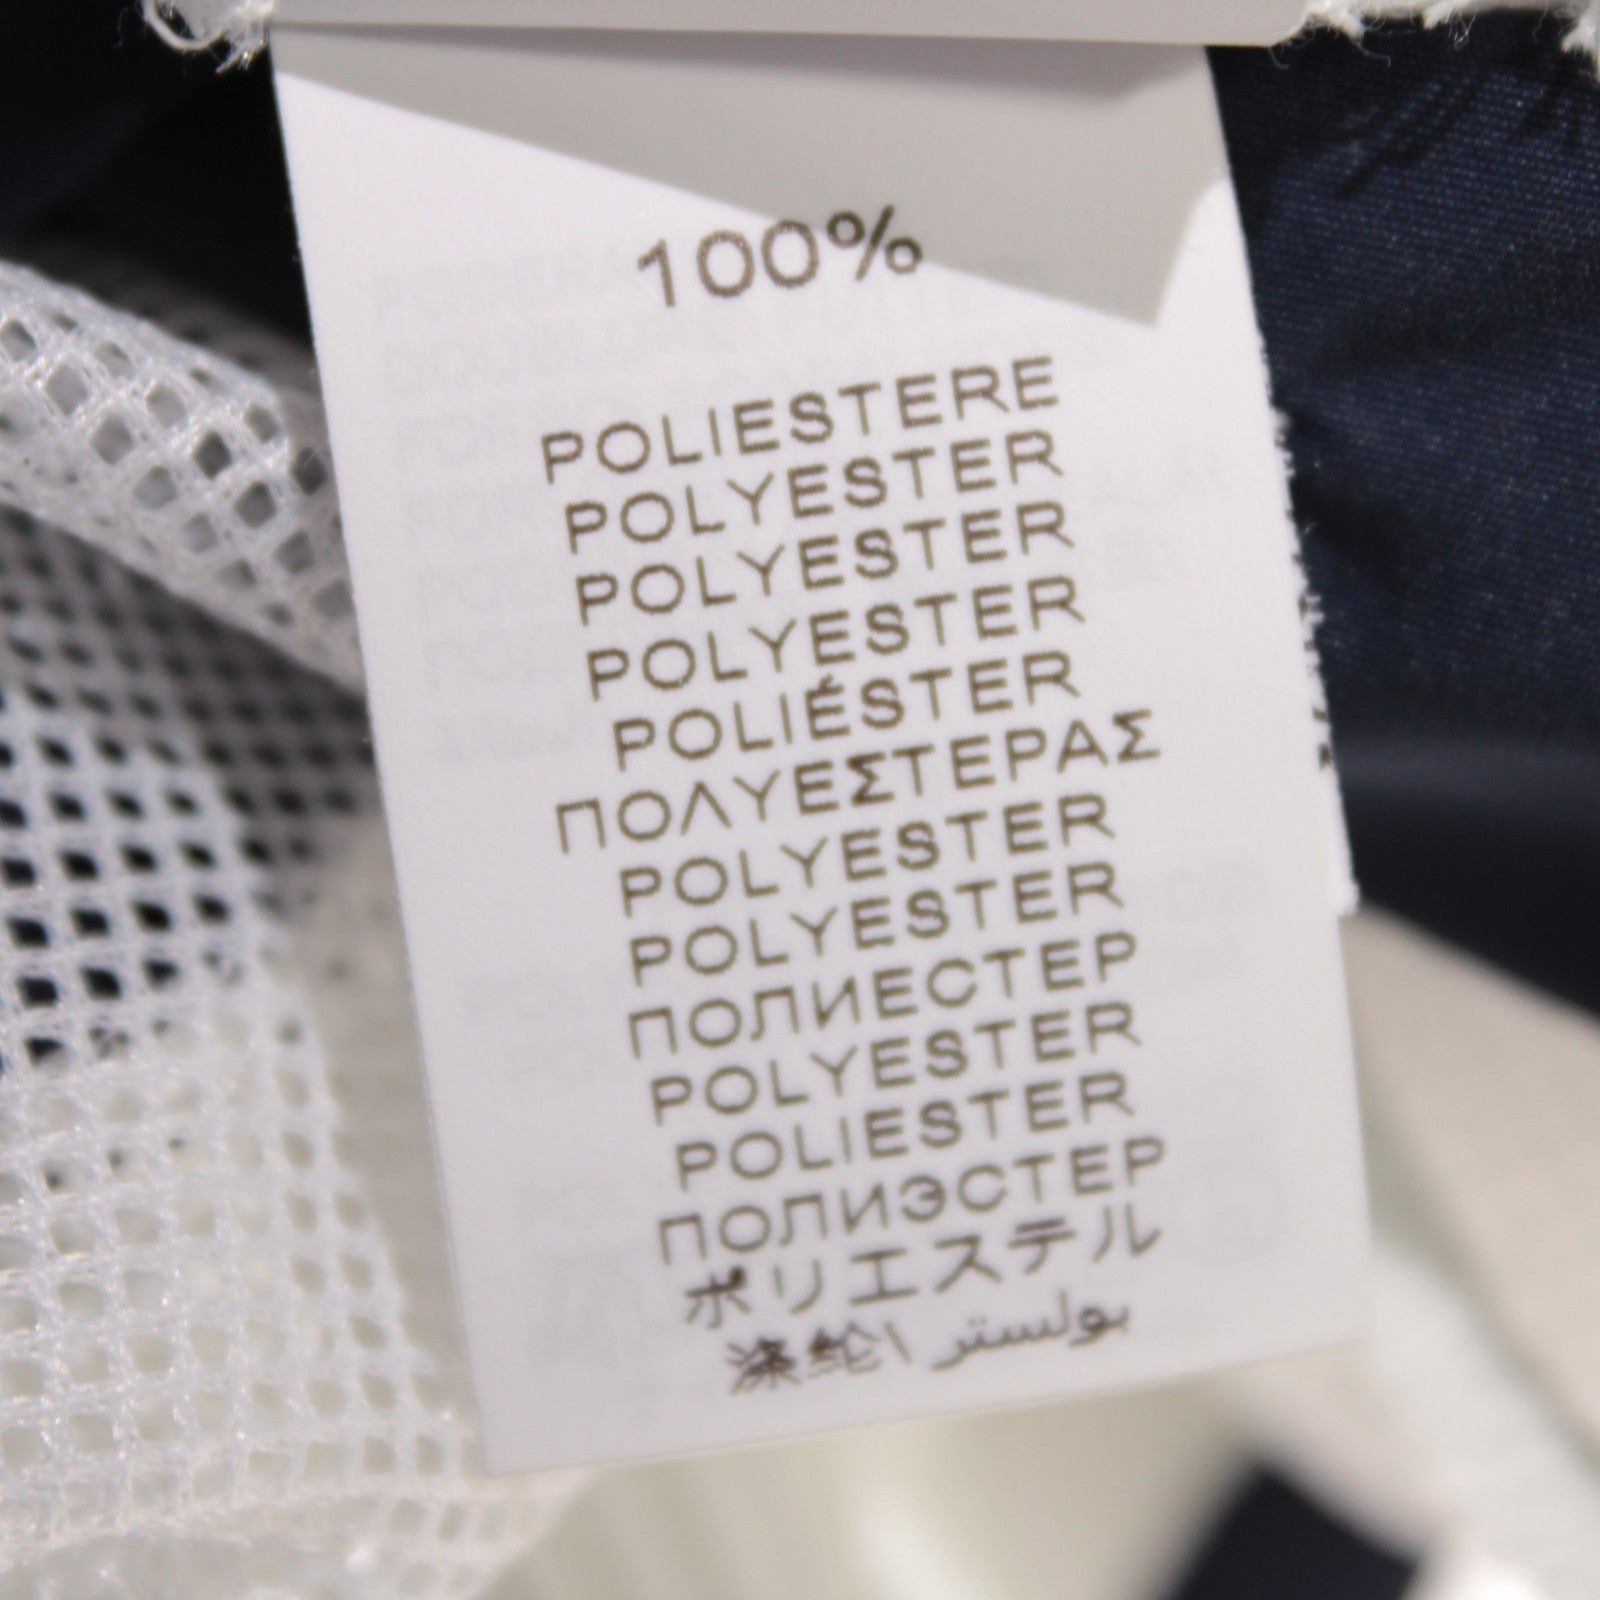 100%
POLIESTERE
POLYESTER
POLYESTER
POLYESTER
POLIÉSTER
ΠΟΛΥΕΣΤΕΡΑΣ
POLYESTER
POLYESTER
ПОЛИЕСТЕР
POLYESTER
POLIESTER
ПОЛИЭСТЕР
ポリエステル
涤纶\ بولستر